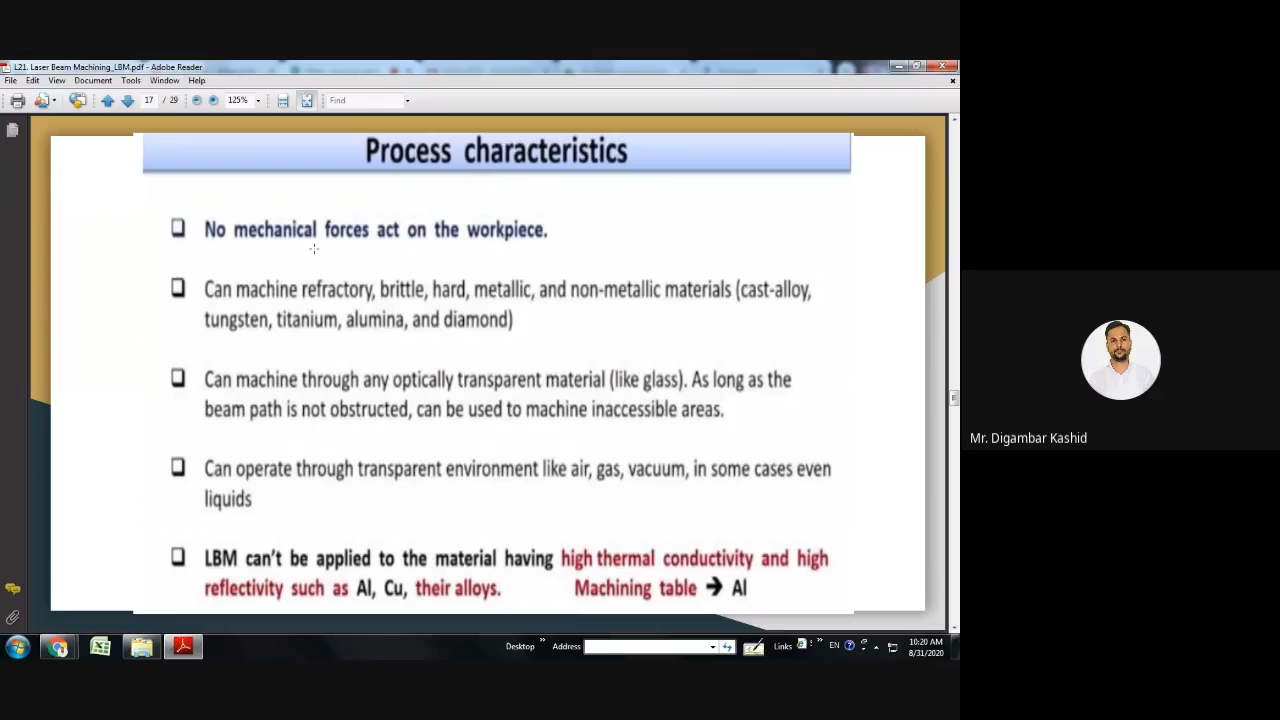 L21. Laser Beam Machining_LBM.pdf - Adobe Reader
File Edit View Document Tools Window Help
17 / 29 125% Find
Process characteristics
No mechanical forces act on the workpiece.
Can machine refractory, brittle, hard, metallic, and non-metallic materials (cast-alloy,
tungsten, titanium, alumina, and diamond)
Can machine through any optically transparent material (like glass). As long as the
beam path is not obstructed, can be used to machine inaccessible areas.
Can operate through transparent environment like air, gas, vacuum, in some cases even
liquids
LBM can't be applied to the material having high thermal conductivity and high
reflectivity such as Al, Cu, their alloys. Machining table ➔ Al
Mr. Digambar Kashid
Desktop » Address Links » EN 10:20 AM
8/31/2020